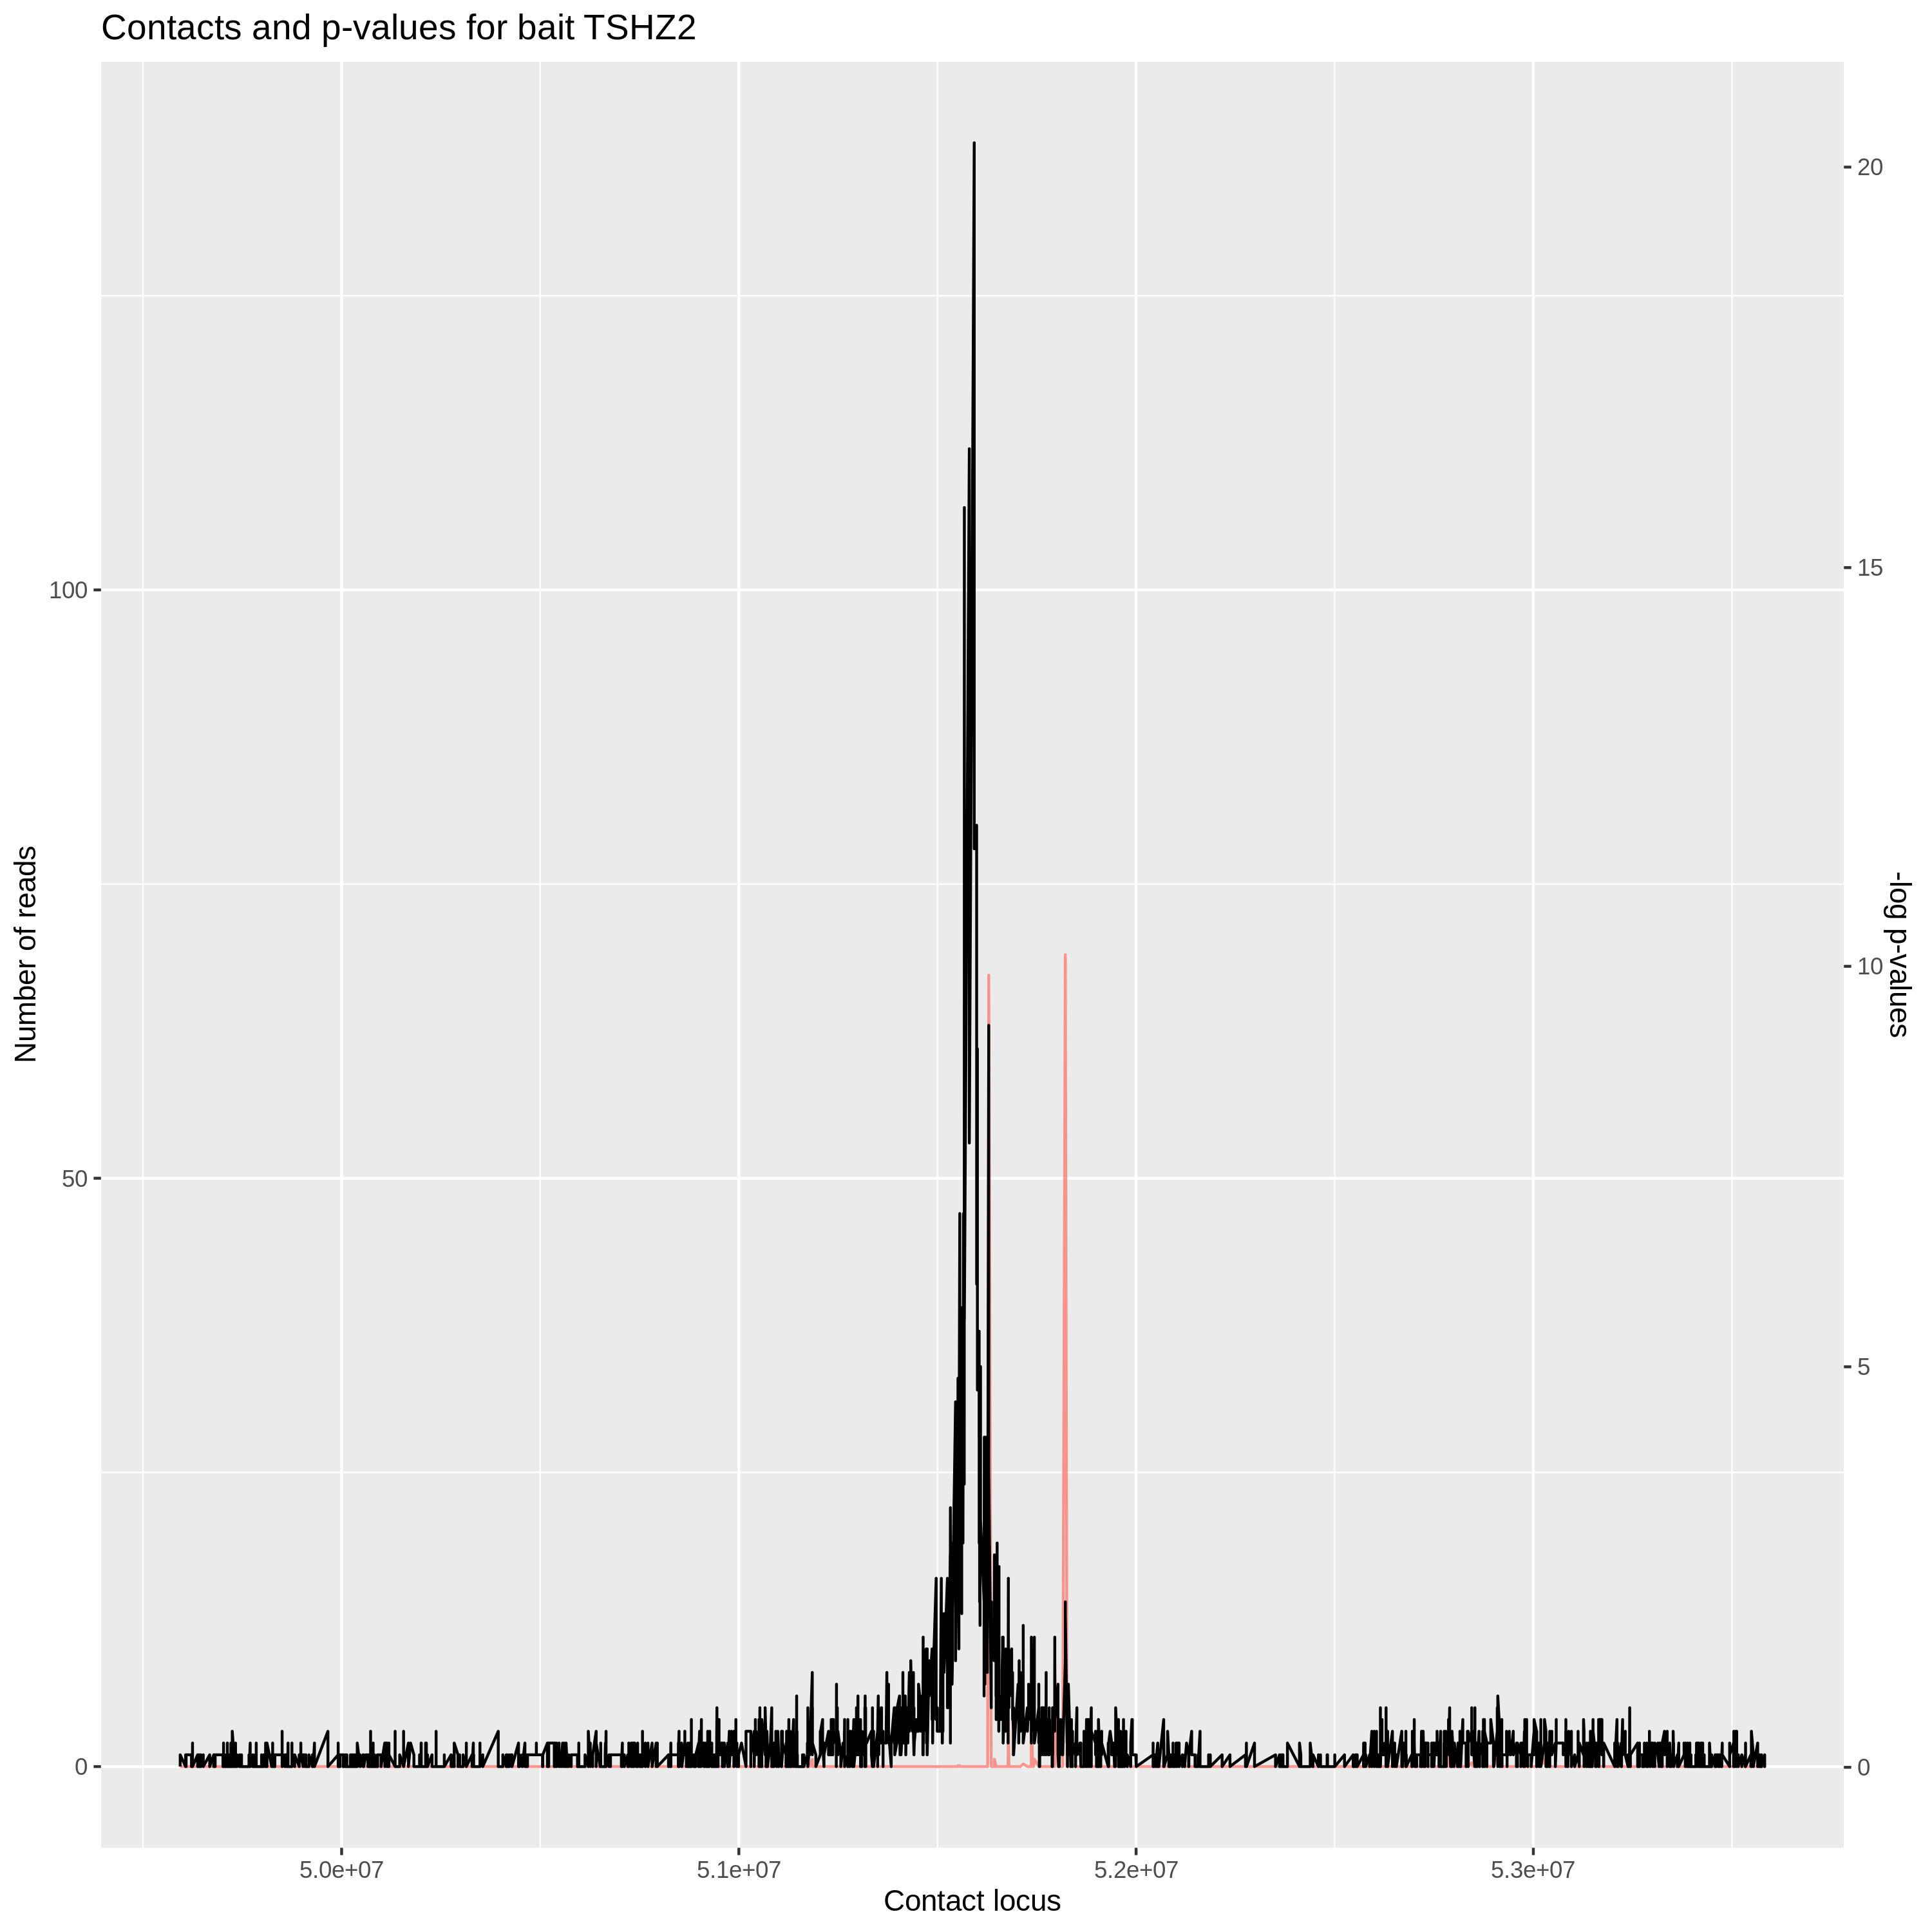 Contacts and p-values for bait TSHZ2
20
15
10
5
0
-log p-values
100
50
0
Number of reads
5.0e+07
5.1e+07
5.2e+07
5.3e+07
Contact locus